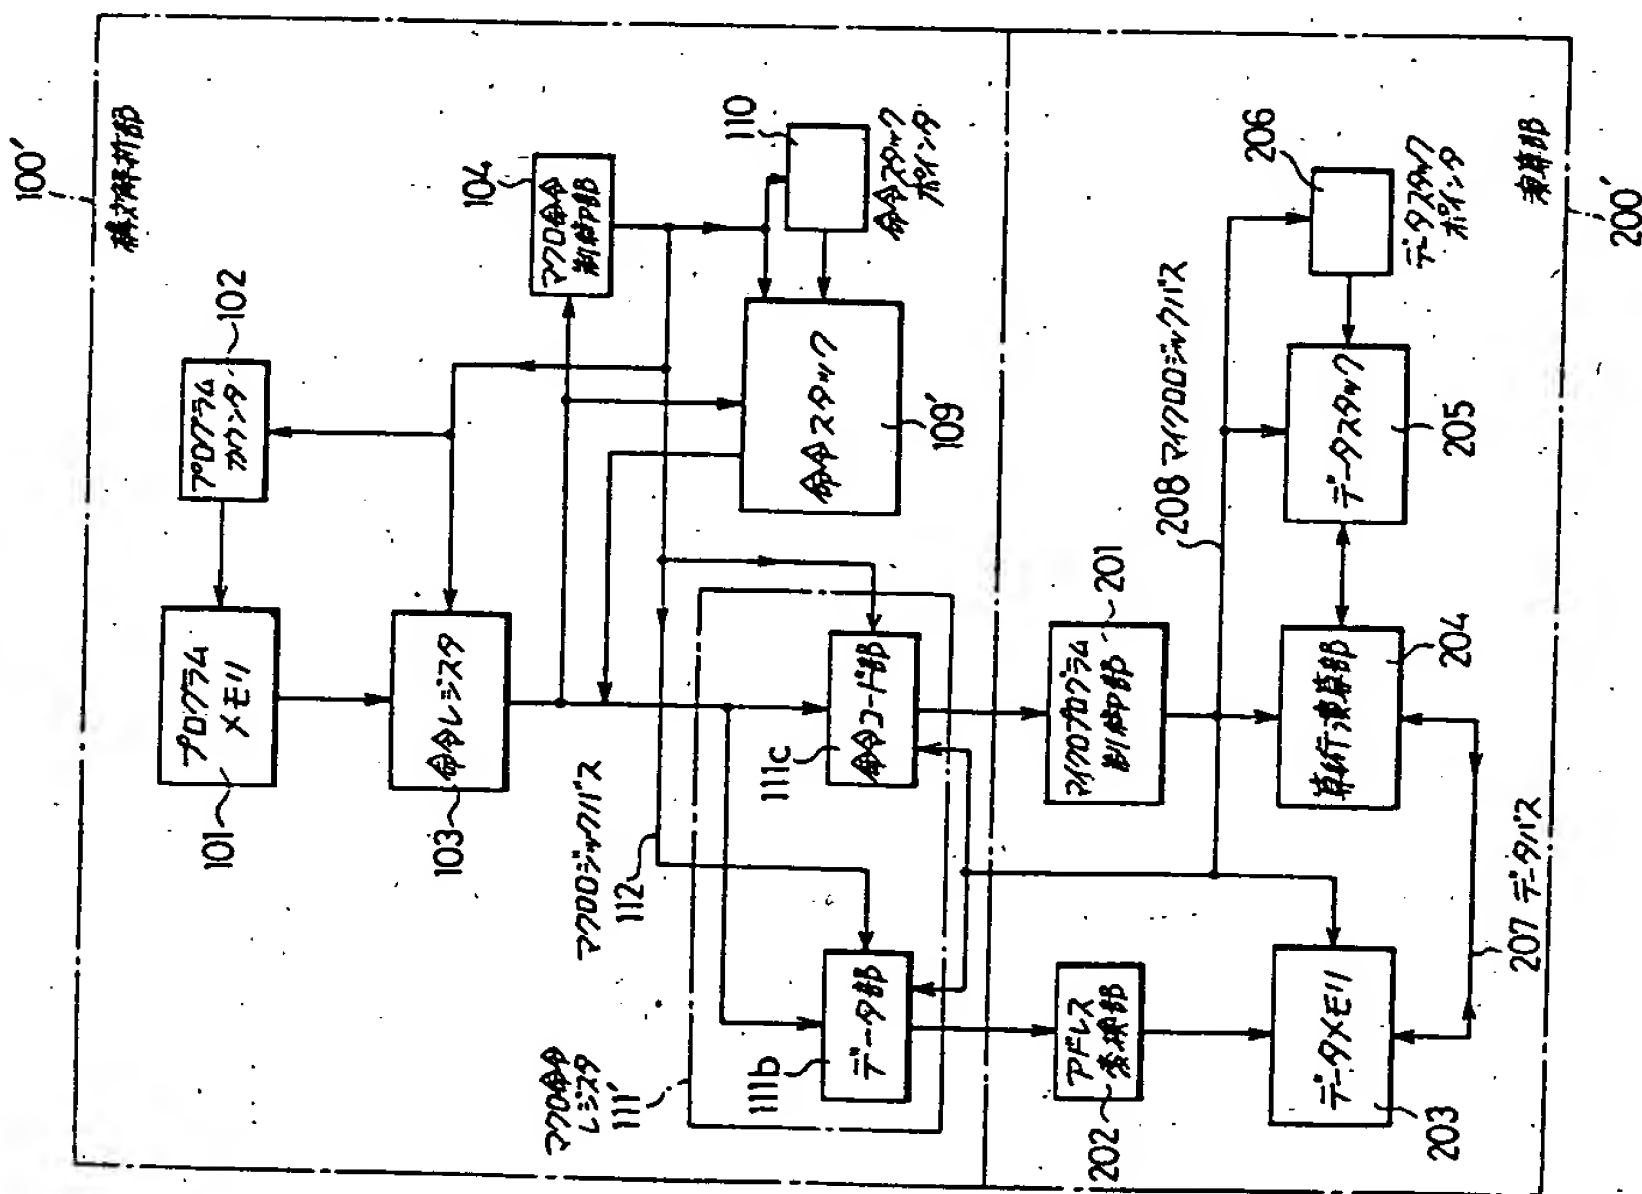 100′
構文解析部
プログラム
メモリ
101
プログラム
カウンタ
102
命令レジスタ
103
マクロ命令
制御部
104
命令スタック
109′
110
命令スタック
ポインタ
マクロロジックバス
112
マクロ命令
レジスタ
111′
データ部
111b
命令コード部
111c
200′
演算部
マイクロプログラム
制御部
201
アドレス
変換部
202
データメモリ
203
算術演算部
204
データスタック
205
206
データスタック
ポインタ
207 データバス
208 マイクロロジックバス